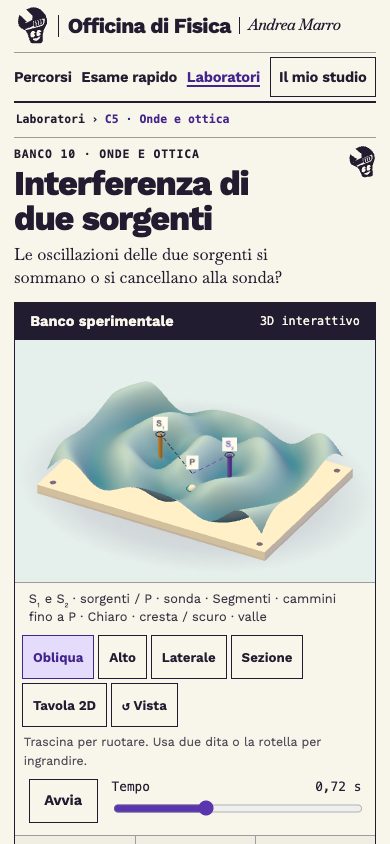 Officina di Fisica Andrea Marro
Percorsi Esame rapido Laboratori Il mio studio
Laboratori › C5 · Onde e ottica
BANCO 10 · ONDE E OTTICA
Interferenza di
due sorgenti
Le oscillazioni delle due sorgenti si
sommano o si cancellano alla sonda?
Banco sperimentale 3D interattivo
S₁
S₂
P
S₁ e S₂ · sorgenti / P · sonda · Segmenti · cammini
fino a P · Chiaro · cresta / scuro · valle
Obliqua Alto Laterale Sezione
Tavola 2D ↺ Vista
Trascina per ruotare. Usa due dita o la rotella per
ingrandire.
Avvia Tempo 0,72 s